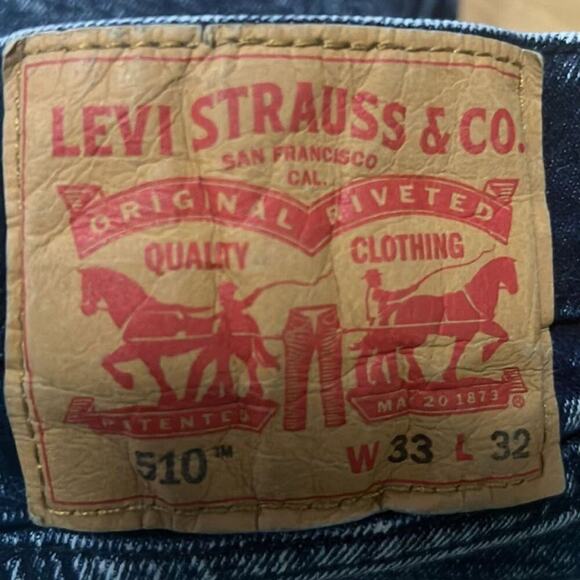 LEVI STRAUSS & CO.
SAN FRANCISCO
CAL.
ORIGINAL RIVETED
QUALITY CLOTHING
PATENTED
MAY 20 1873 ®
510™ W 33 L 32